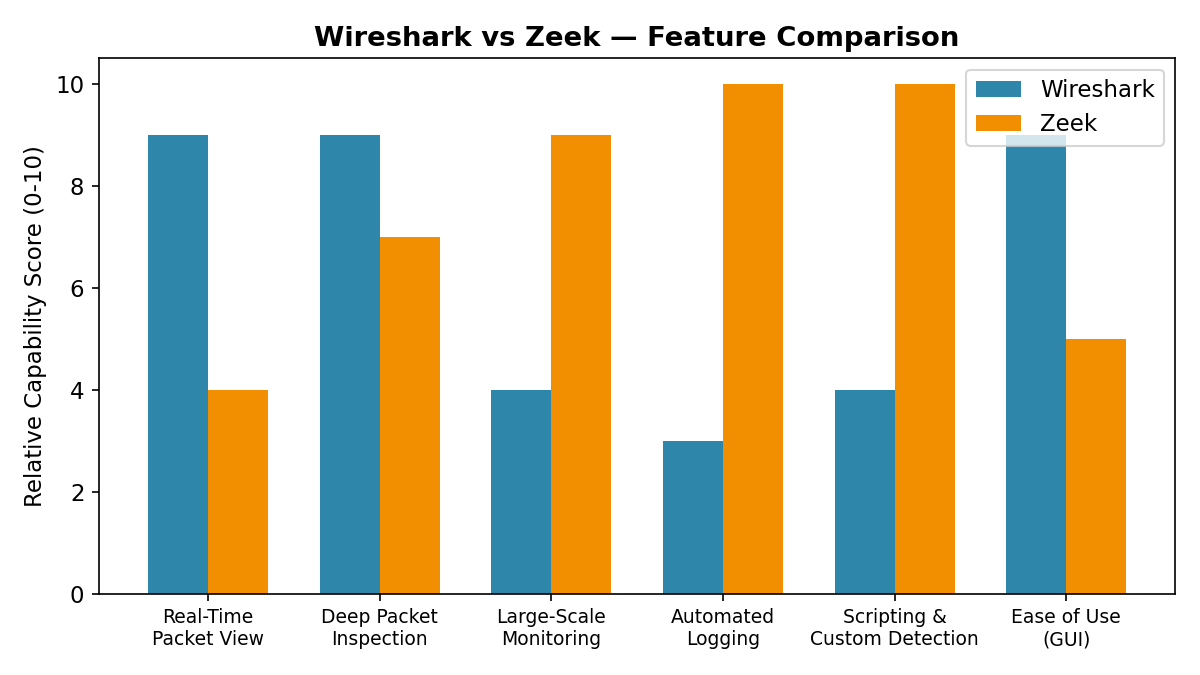 Wireshark vs Zeek — Feature Comparison
Relative Capability Score (0-10)
10
8
6
4
2
0
Wireshark
Zeek
Real-Time
Packet View
Deep Packet
Inspection
Large-Scale
Monitoring
Automated
Logging
Scripting &
Custom Detection
Ease of Use
(GUI)